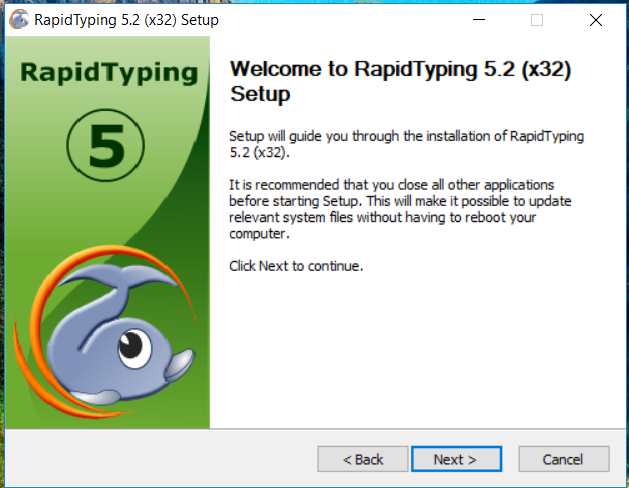 RapidTyping 5.2 (x32) Setup
RapidTyping
5
Welcome to RapidTyping 5.2 (x32)
Setup
Setup will guide you through the installation of RapidTyping
5.2 (x32).
It is recommended that you close all other applications
before starting Setup. This will make it possible to update
relevant system files without having to reboot your
computer.
Click Next to continue.
< Back
Next >
Cancel